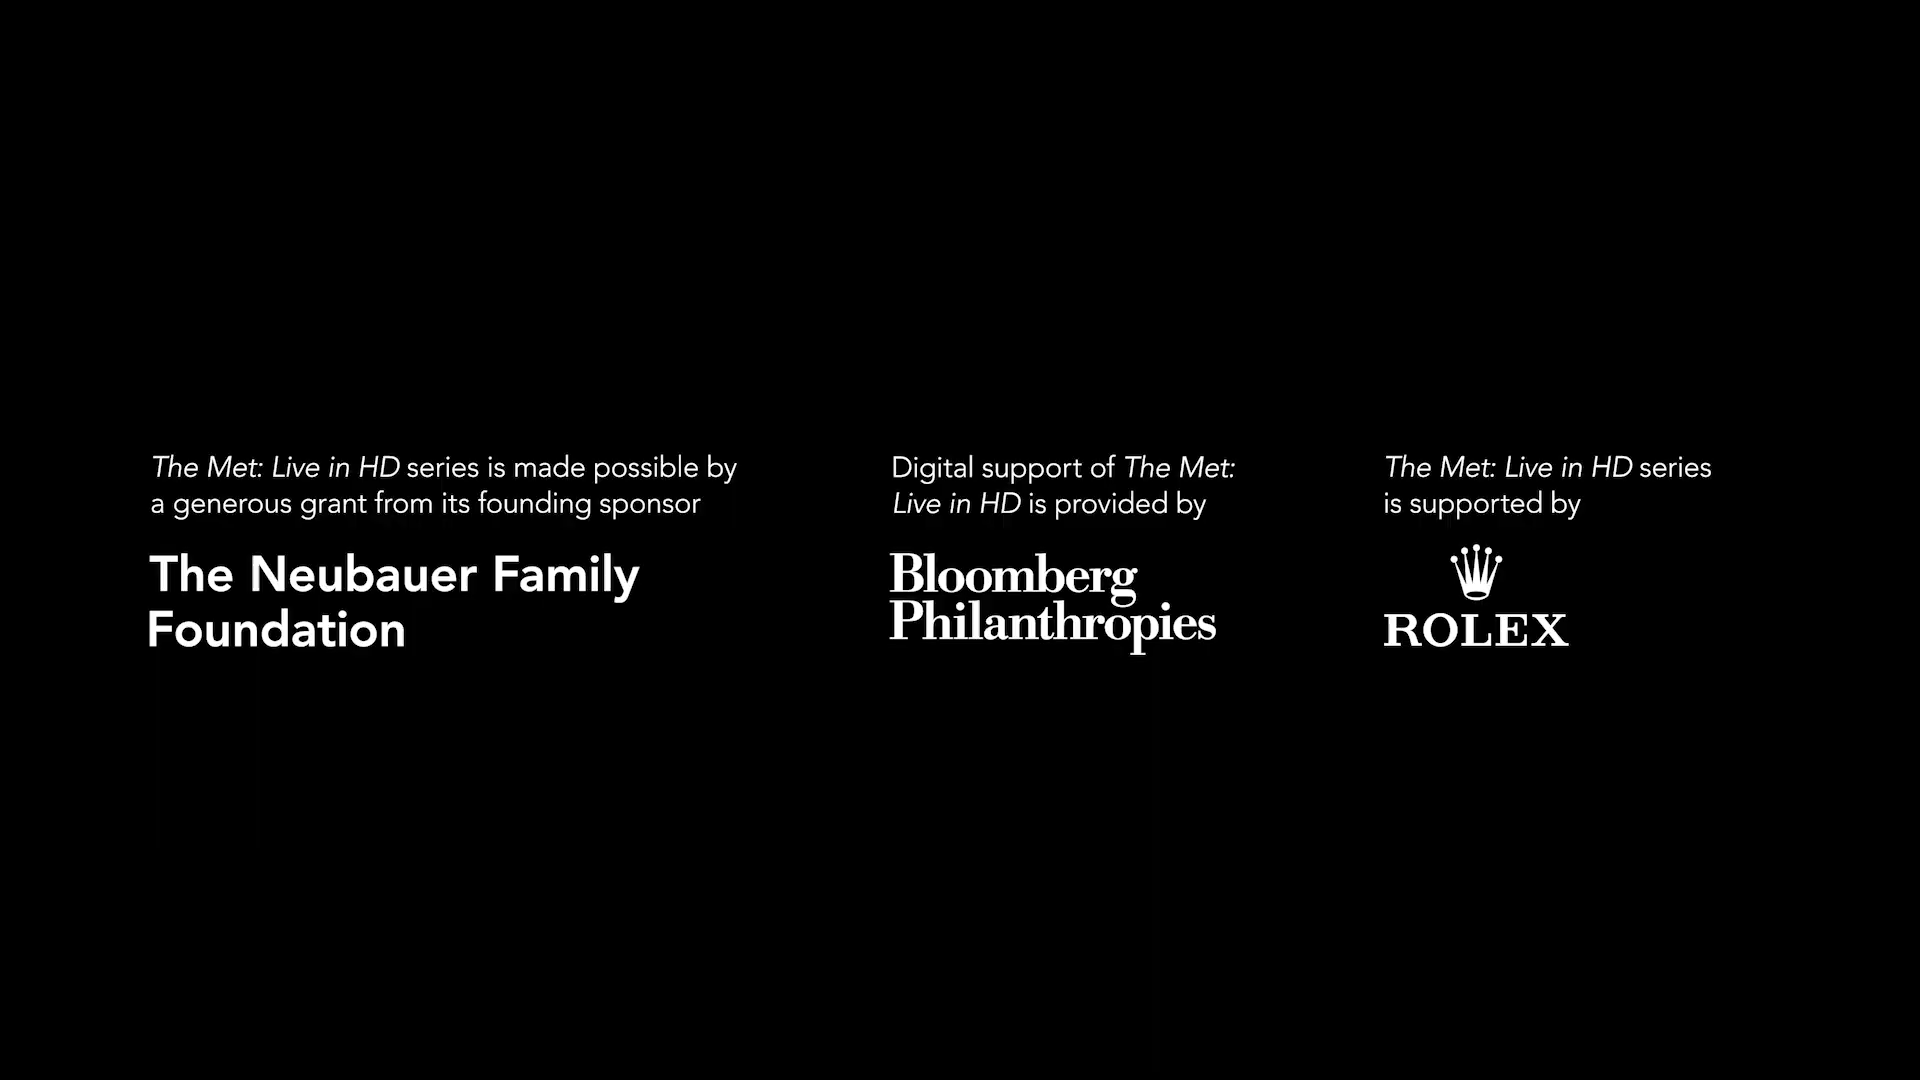 The Met: Live in HD series is made possible by
a generous grant from its founding sponsor
The Neubauer Family
Foundation
Digital support of The Met:
Live in HD is provided by
Bloomberg
Philanthropies
The Met: Live in HD series
is supported by
ROLEX